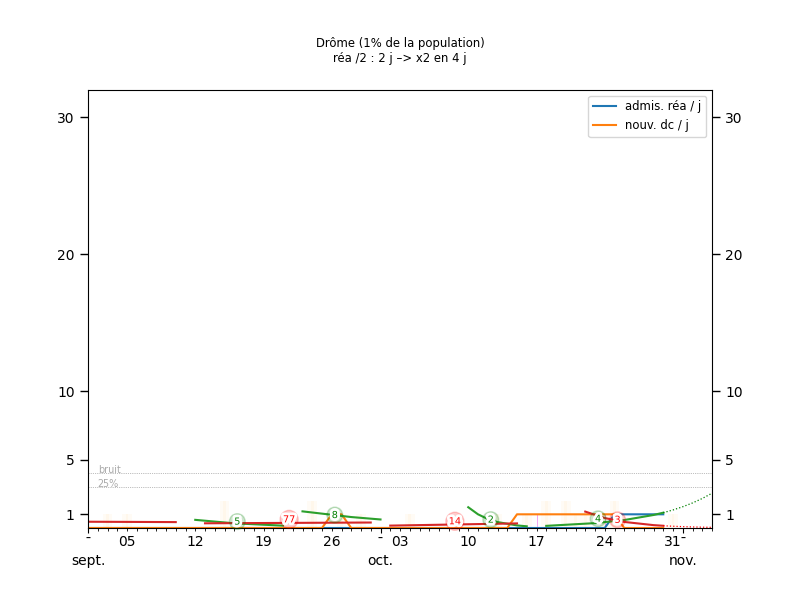 Drôme (1% de la population)
réa /2 : 2 j –> x2 en 4 j
admis. réa / j
nouv. dc / j
30 30
20 20
10 10
5 5
1 1
bruit
25%
5 77 8 14 2 4 3
- 05 12 19 26 - 03 10 17 24 31-
sept. oct. nov.